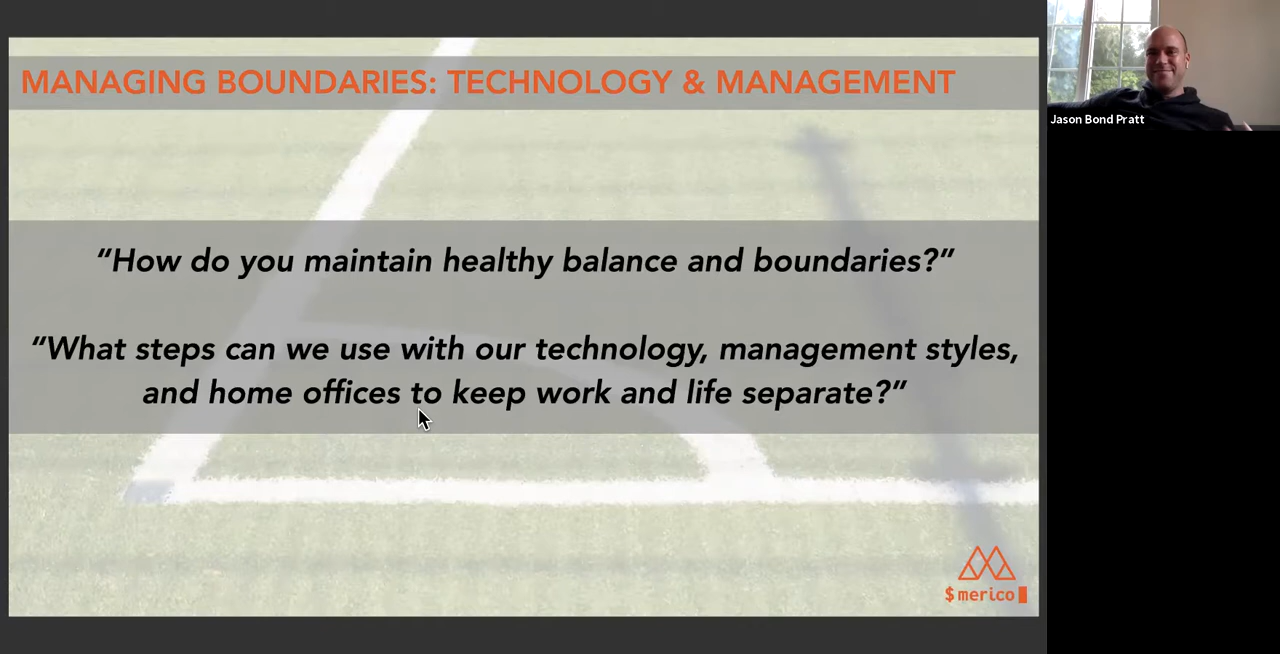 MANAGING BOUNDARIES: TECHNOLOGY & MANAGEMENT
“How do you maintain healthy balance and boundaries?”
“What steps can we use with our technology, management styles,
and home offices to keep work and life separate?”
$ merico
Jason Bond Pratt